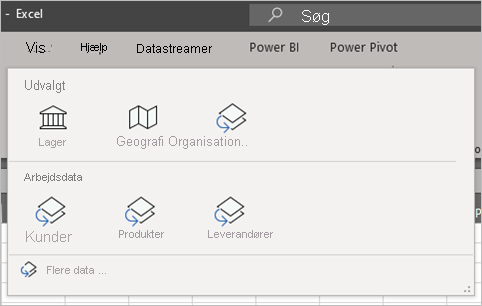 - Excel
Søg
Vis. Hjælp Datastreamer Power BI Power Pivot
Udvalgt
Lager Geografi Organisation..
Arbejdsdata
Kunder Produkter Leverandører
Flere data ...